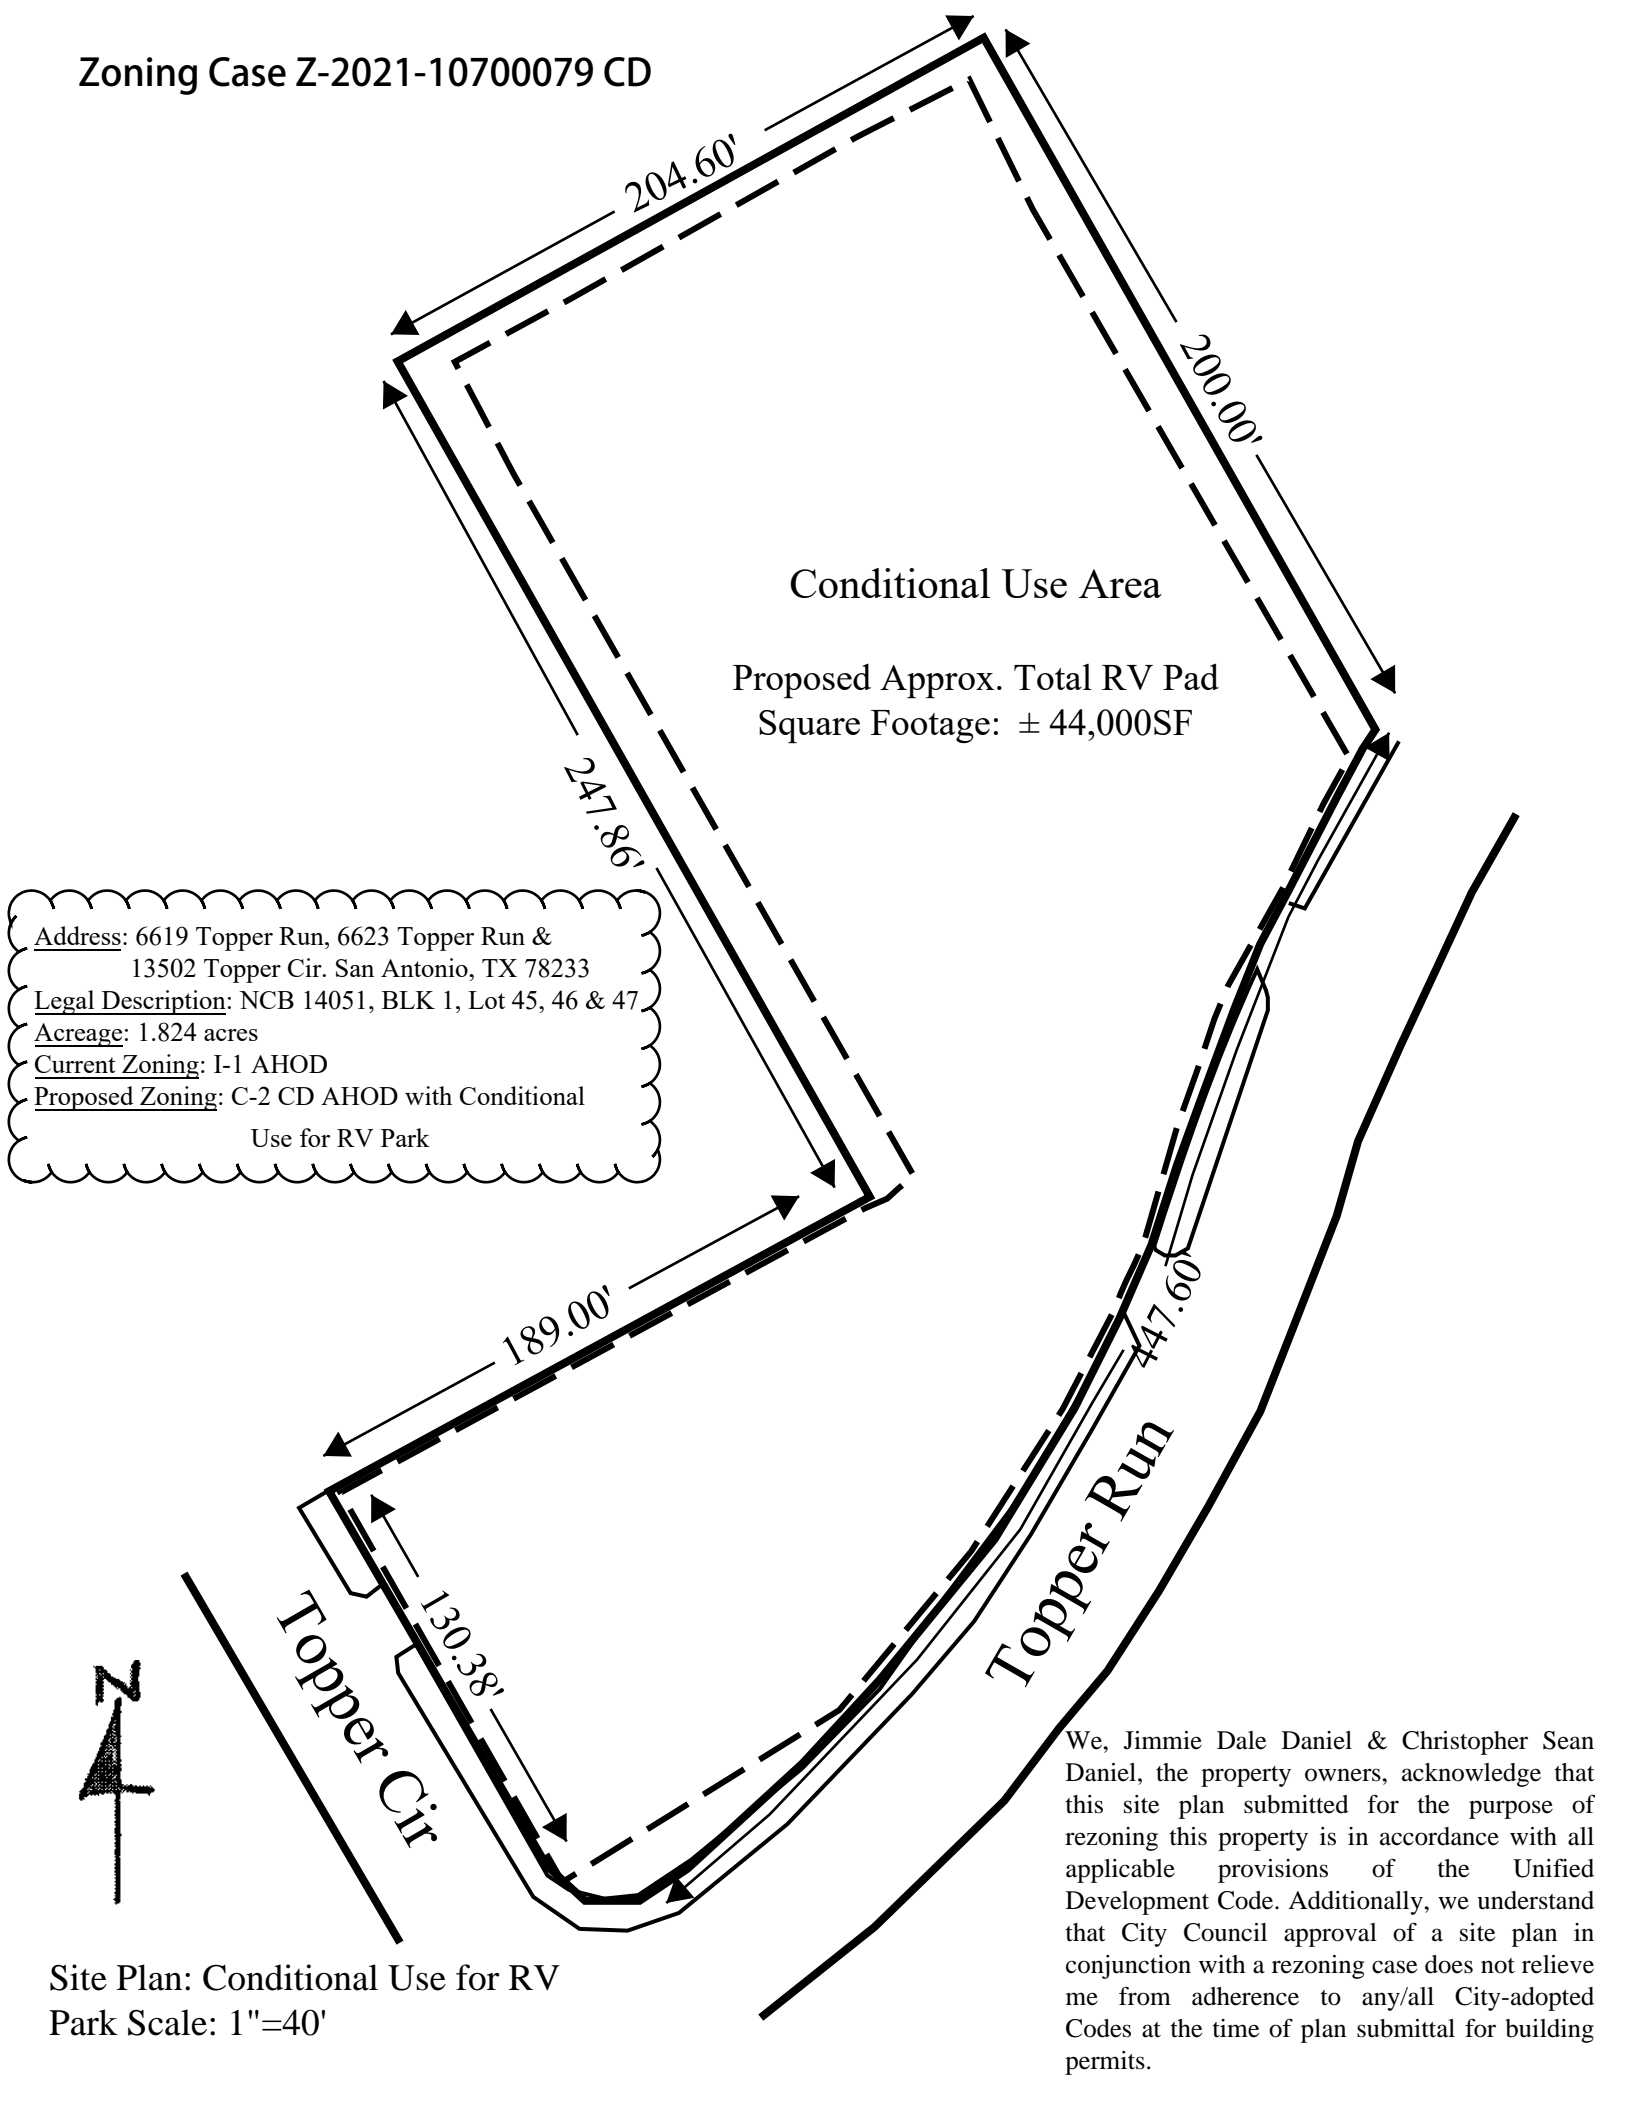 Zoning Case Z-2021-10700079 CD
204.60'
200.00'
Conditional Use Area
Proposed Approx. Total RV Pad
Square Footage: ± 44,000SF
247.86'
Address: 6619 Topper Run, 6623 Topper Run &
13502 Topper Cir. San Antonio, TX 78233
Legal Description: NCB 14051, BLK 1, Lot 45, 46 & 47
Acreage: 1.824 acres
Current Zoning: I-1 AHOD
Proposed Zoning: C-2 CD AHOD with Conditional
Use for RV Park
189.00'
447.60'
130.38'
Topper Run
Topper Cir
N
We, Jimmie Dale Daniel & Christopher Sean
Daniel, the property owners, acknowledge that
this site plan submitted for the purpose of
rezoning this property is in accordance with all
applicable provisions of the Unified
Development Code. Additionally, we understand
that City Council approval of a site plan in
conjunction with a rezoning case does not relieve
me from adherence to any/all City-adopted
Codes at the time of plan submittal for building
permits.
Site Plan: Conditional Use for RV
Park Scale: 1"=40'